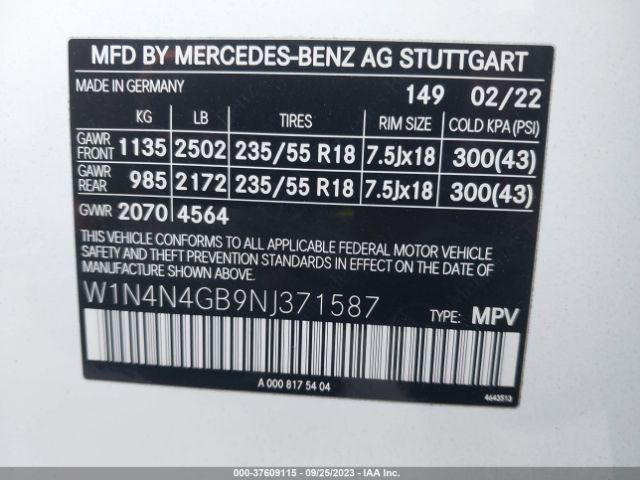 MFD BY MERCEDES-BENZ AG STUTTGART
MADE IN GERMANY
149 02/22
KG LB TIRES RIM SIZE COLD KPA(PSI)
GAWR FRONT 1135 2502 235/55 R18 7.5Jx18 300(43)
GAWR REAR 985 2172 235/55 R18 7.5Jx18 300(43)
GVWR 2070 4564
THIS VEHICLE CONFORMS TO ALL APPLICABLE FEDERAL MOTOR VEHICLE
SAFETY AND THEFT PREVENTION STANDARDS IN EFFECT ON THE DATE OF
MANUFACTURE SHOWN ABOVE.
W1N4N4GB9NJ371587 TYPE: MPV
A 000 817 54 04
4643513
000-37609115 - 09/25/2023 - IAAI.com